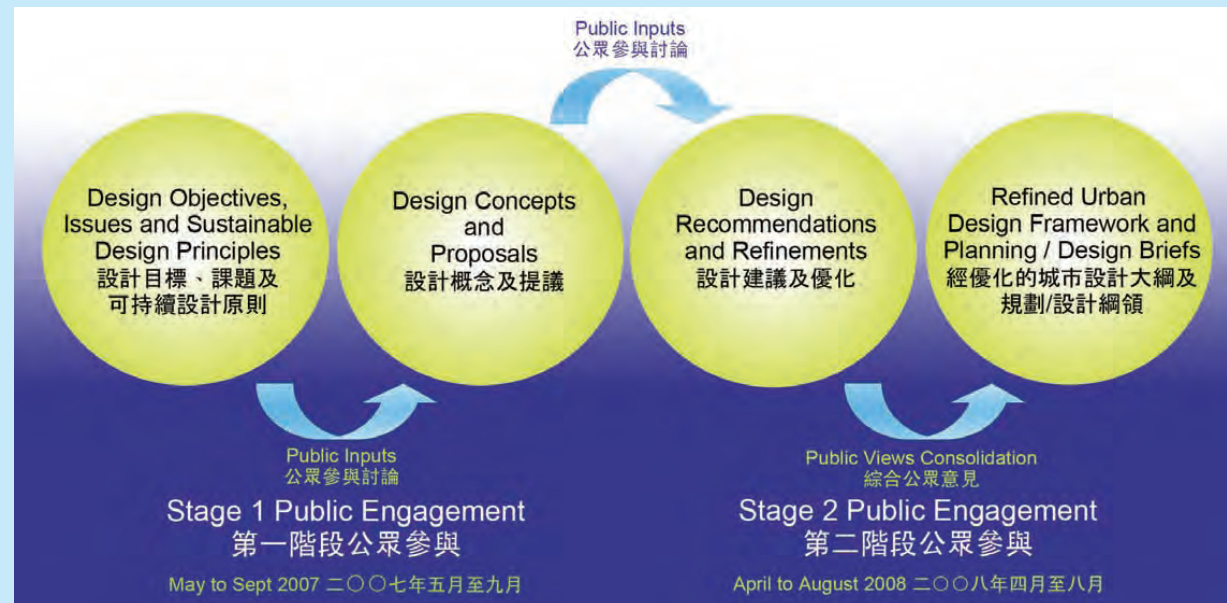 Public Inputs
公眾參與討論
Design Objectives,
Issues and Sustainable
Design Principles
設計目標、課題及
可持續設計原則
Design Concepts
and
Proposals
設計概念及提議
Design
Recommendations
and Refinements
設計建議及優化
Refined Urban
Design Framework and
Planning / Design Briefs
經優化的城市設計大綱及
規劃/設計綱領
Public Inputs
公眾參與討論
Stage 1 Public Engagement
第一階段公眾參與
May to Sept 2007 二〇〇七年五月至九月
Public Views Consolidation
綜合公眾意見
Stage 2 Public Engagement
第二階段公眾參與
April to August 2008 二〇〇八年四月至八月